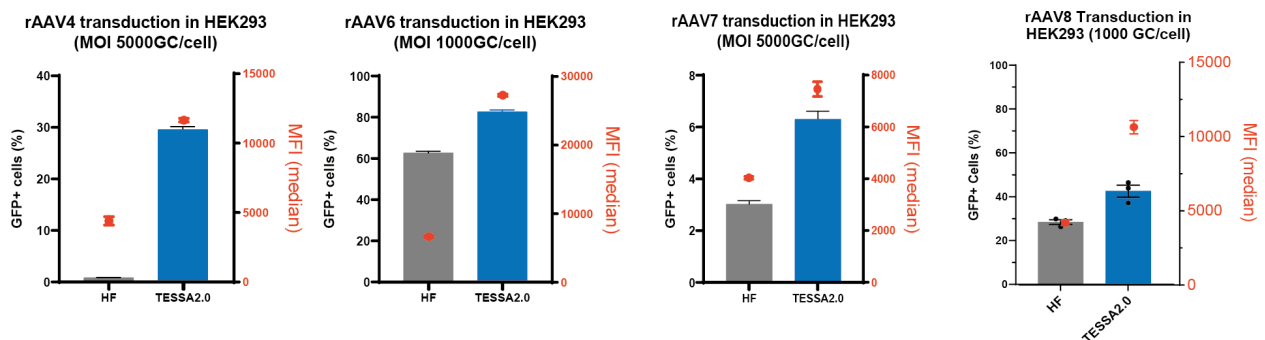 rAAV4 transduction in HEK293
(MOI 5000GC/cell)
40
30
20
10
0
GFP+ cells (%)
15000
10000
5000
0
MFI (median)
HF
TESSA2.0
rAAV6 transduction in HEK293
(MOI 1000GC/cell)
100
80
60
40
20
0
GFP+ cells (%)
30000
20000
10000
0
MFI (median)
HF
TESSA2.0
rAAV7 transduction in HEK293
(MOI 5000GC/cell)
8
6
4
2
0
GFP+ cells (%)
8000
6000
4000
2000
0
MFI (median)
HF
TESSA2.0
rAAV8 Transduction in
HEK293 (1000 GC/cell)
100
80
60
40
20
0
GFP+ Cells (%)
15000
10000
5000
0
MFI (median)
HF
TESSA2.0